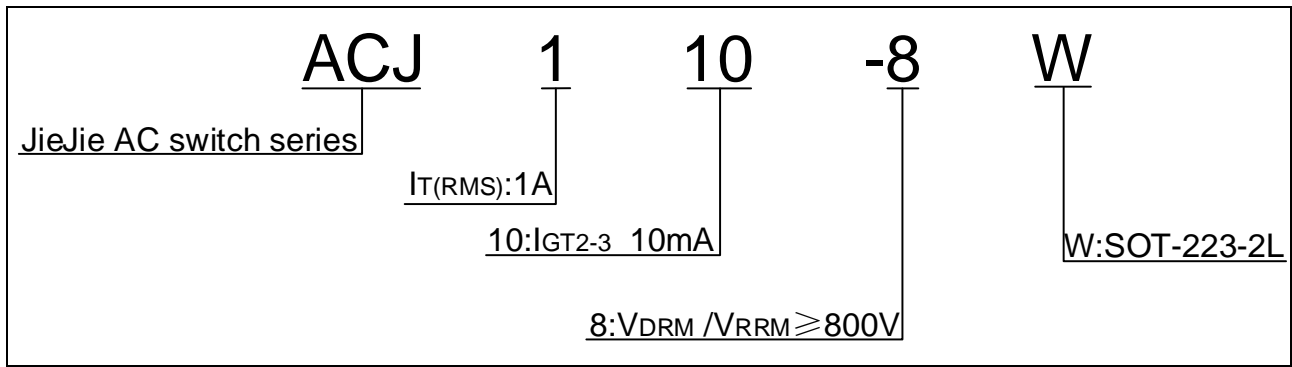 ACJ 1 10 -8 W
JieJie AC switch series
IT(RMS):1A
10:IGT2-3 10mA
W:SOT-223-2L
8:VDRM /VRRM≥800V